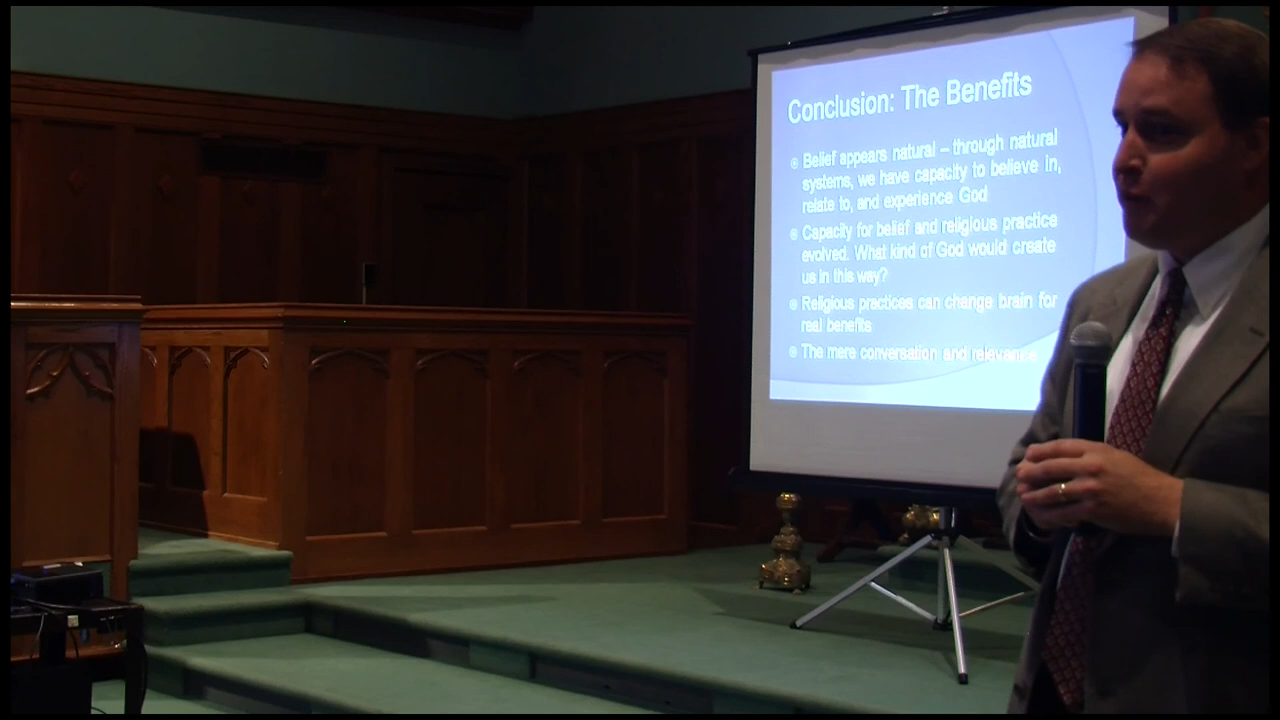 Conclusion: The Benefits
Belief appears natural – through natural
systems, we have capacity to believe in,
relate to, and experience God
Capacity for belief and religious practice
evolved. What kind of God would create
us in this way?
Religious practices can change brain for
real benefits
The mere conversation and relevance